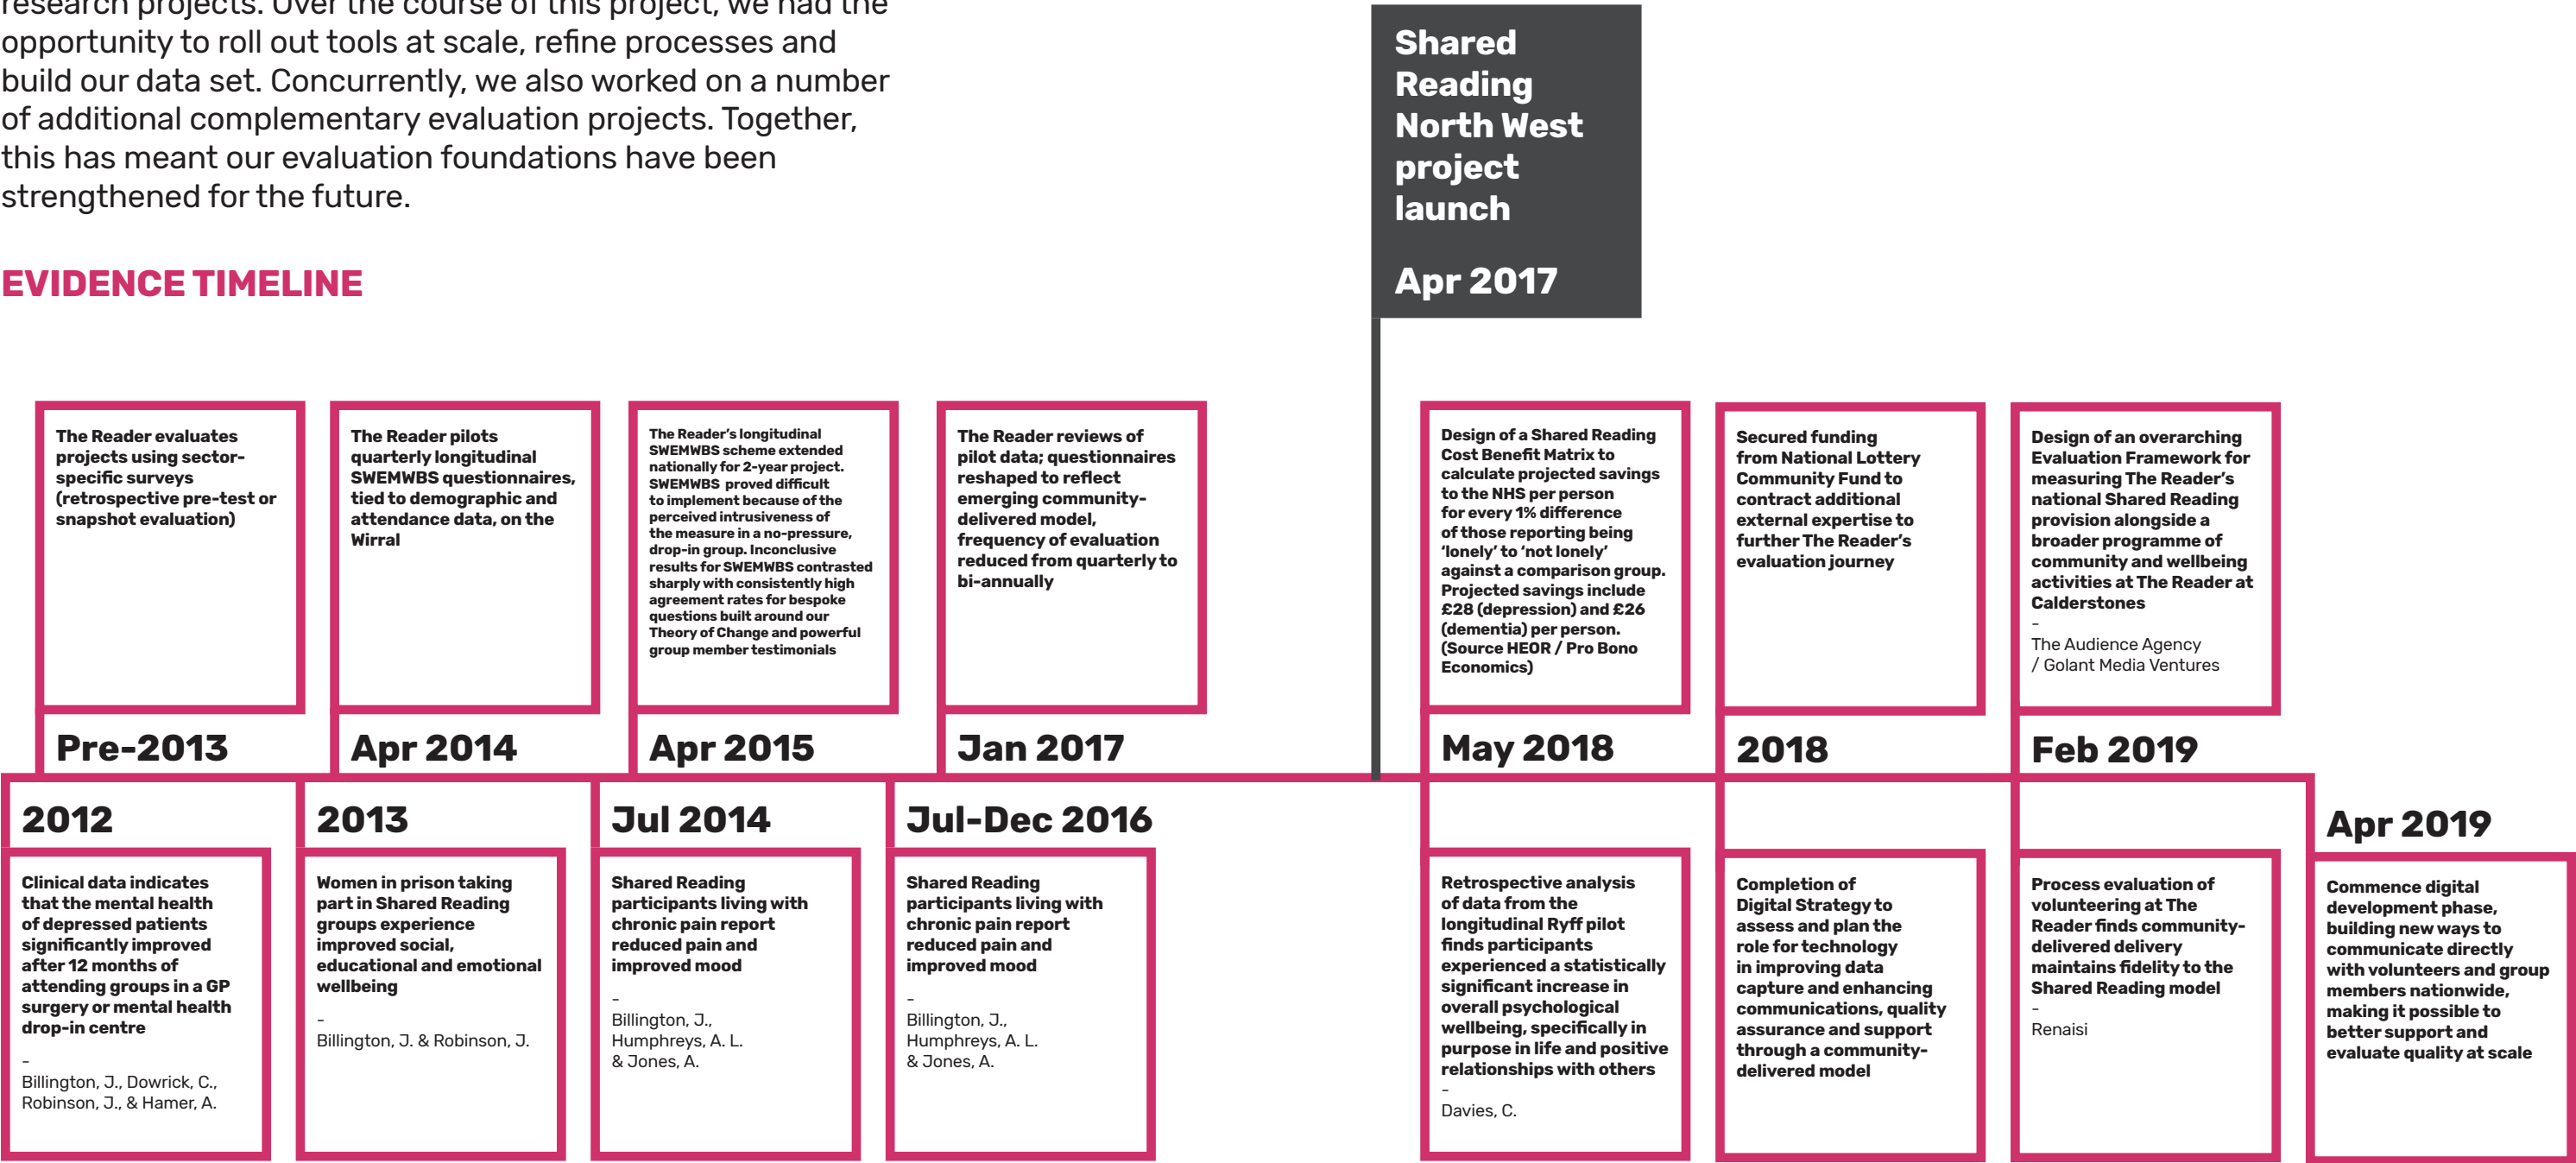 research projects. Over the course of this project, we had the
opportunity to roll out tools at scale, refine processes and
build our data set. Concurrently, we also worked on a number
of additional complementary evaluation projects. Together,
this has meant our evaluation foundations have been
strengthened for the future.
EVIDENCE TIMELINE
Shared
Reading
North West
project
launch
Apr 2017
The Reader evaluates
projects using sector-
specific surveys
(retrospective pre-test or
snapshot evaluation)
Pre-2013
The Reader pilots
quarterly longitudinal
SWEMWBS questionnaires,
tied to demographic and
attendance data, on the
Wirral
Apr 2014
The Reader's longitudinal
SWEMWBS scheme extended
nationally for 2-year project.
SWEMWBS proved difficult
to implement because of the
perceived intrusiveness of
the measure in a no-pressure,
drop-in group. Inconclusive
results for SWEMWBS contrasted
sharply with consistently high
agreement rates for bespoke
questions built around our
Theory of Change and powerful
group member testimonials
Apr 2015
The Reader reviews of
pilot data; questionnaires
reshaped to reflect
emerging community-
delivered model,
frequency of evaluation
reduced from quarterly to
bi-annually
Jan 2017
Design of a Shared Reading
Cost Benefit Matrix to
calculate projected savings
to the NHS per person
for every 1% difference
of those reporting being
‘lonely’ to ‘not lonely’
against a comparison group.
Projected savings include
£28 (depression) and £26
(dementia) per person.
(Source HEOR / Pro Bono
Economics)
May 2018
Secured funding
from National Lottery
Community Fund to
contract additional
external expertise to
further The Reader’s
evaluation journey
2018
Design of an overarching
Evaluation Framework for
measuring The Reader’s
national Shared Reading
provision alongside a
broader programme of
community and wellbeing
activities at The Reader at
Calderstones
-
The Audience Agency
/ Golant Media Ventures
Feb 2019
2012
Clinical data indicates
that the mental health
of depressed patients
significantly improved
after 12 months of
attending groups in a GP
surgery or mental health
drop-in centre
-
Billington, J., Dowrick, C.,
Robinson, J., & Hamer, A.
2013
Women in prison taking
part in Shared Reading
groups experience
improved social,
educational and emotional
wellbeing
-
Billington, J. & Robinson, J.
Jul 2014
Shared Reading
participants living with
chronic pain report
reduced pain and
improved mood
-
Billington, J.,
Humphreys, A. L.
& Jones, A.
Jul-Dec 2016
Shared Reading
participants living with
chronic pain report
reduced pain and
improved mood
-
Billington, J.,
Humphreys, A. L.
& Jones, A.
Retrospective analysis
of data from the
longitudinal Ryff pilot
finds participants
experienced a statistically
significant increase in
overall psychological
wellbeing, specifically in
purpose in life and positive
relationships with others
-
Davies, C.
Completion of
Digital Strategy to
assess and plan the
role for technology
in improving data
capture and enhancing
communications, quality
assurance and support
through a community-
delivered model
Process evaluation of
volunteering at The
Reader finds community-
delivered delivery
maintains fidelity to the
Shared Reading model
-
Renaisi
Apr 2019
Commence digital
development phase,
building new ways to
communicate directly
with volunteers and group
members nationwide,
making it possible to
better support and
evaluate quality at scale